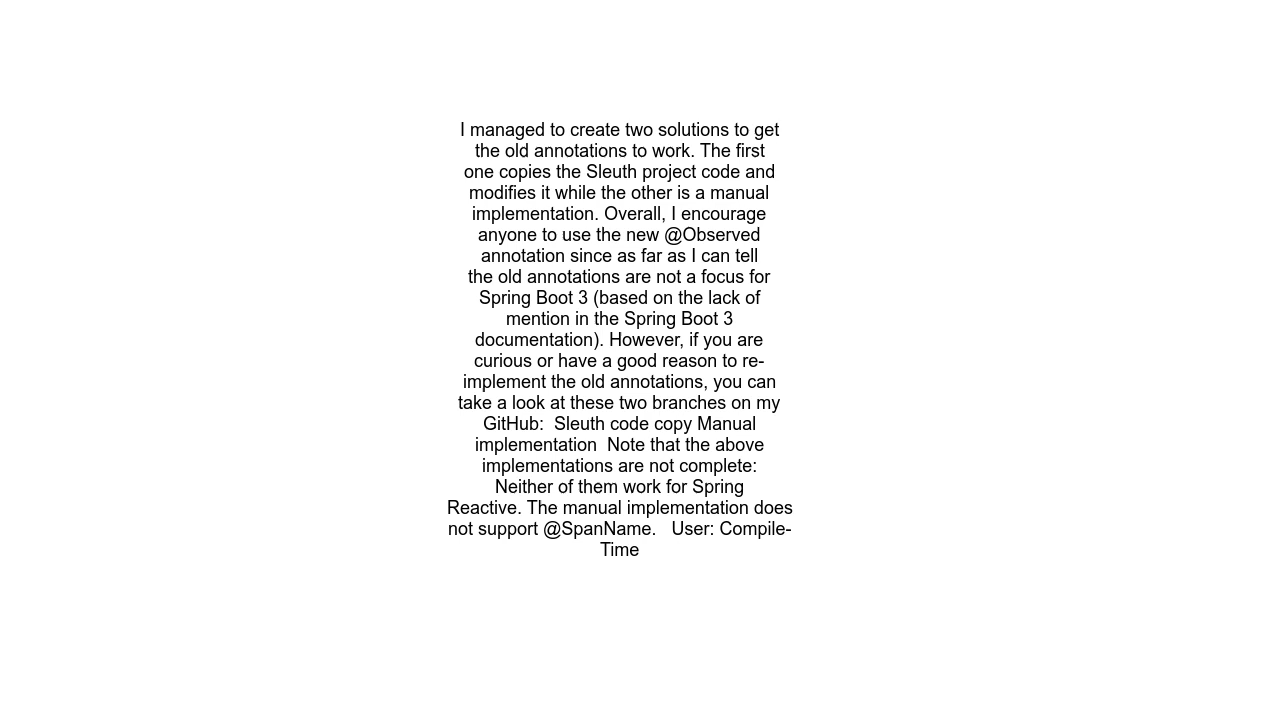 I managed to create two solutions to get
the old annotations to work. The first
one copies the Sleuth project code and
modifies it while the other is a manual
implementation. Overall, I encourage
anyone to use the new @Observed
annotation since as far as I can tell
the old annotations are not a focus for
Spring Boot 3 (based on the lack of
mention in the Spring Boot 3
documentation). However, if you are
curious or have a good reason to re-
implement the old annotations, you can
take a look at these two branches on my
GitHub:  Sleuth code copy Manual
implementation  Note that the above
implementations are not complete:
Neither of them work for Spring
Reactive. The manual implementation does
not support @SpanName.   User: Compile-
Time